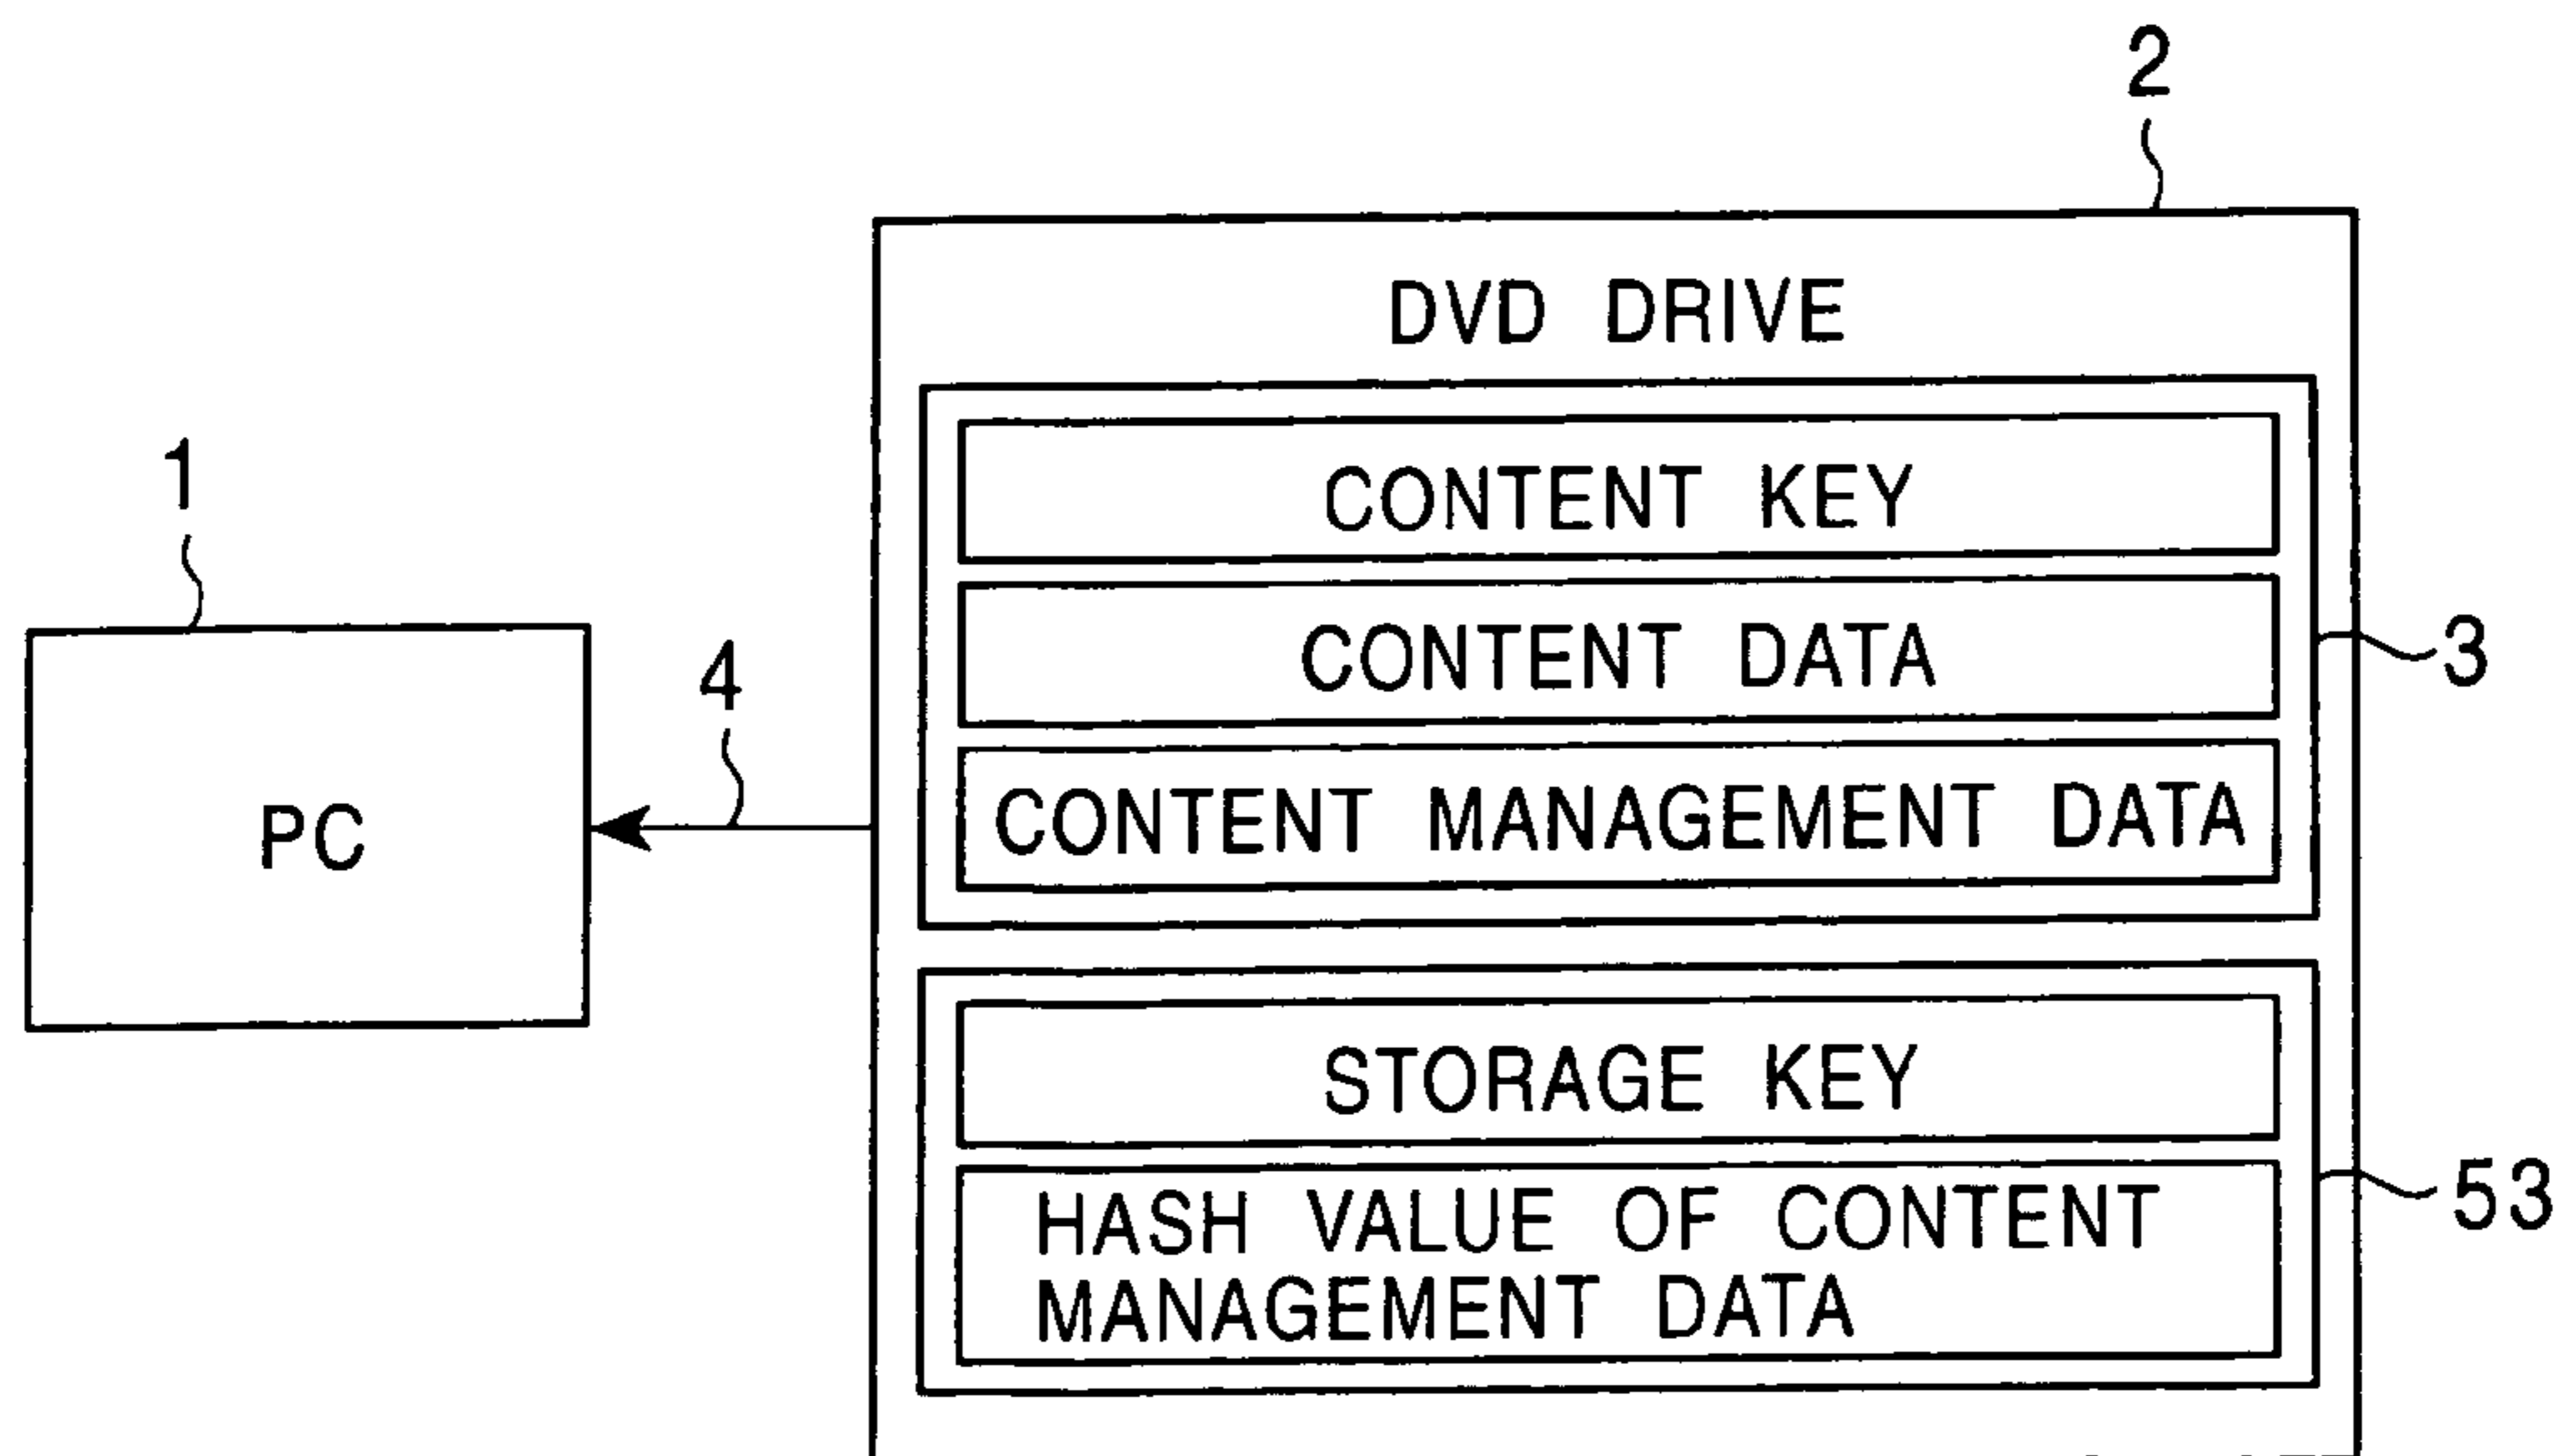 2
DVD DRIVE
CONTENT KEY
1
CONTENT DATA
3
4
CONTENT MANAGEMENT DATA
PC
STORAGE KEY
HASH VALUE OF CONTENT
MANAGEMENT DATA
53